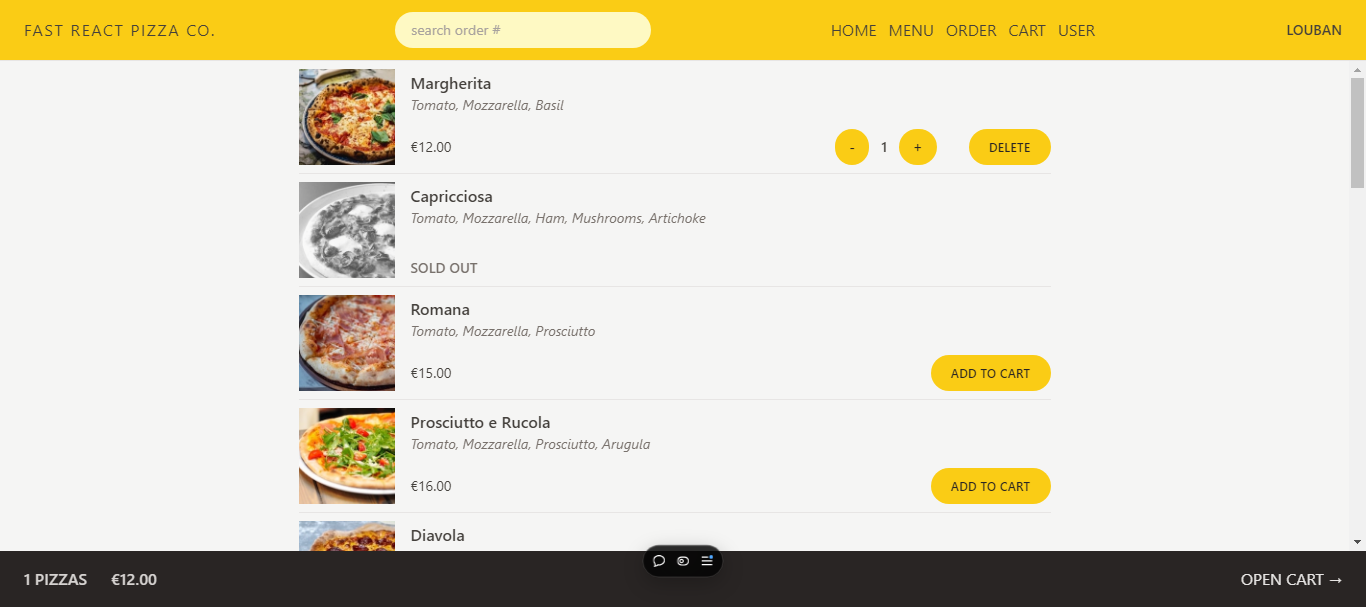 FAST REACT PIZZA CO.
search order #
HOME MENU ORDER CART USER
LOUBAN
Margherita
Tomato, Mozzarella, Basil
€12.00
- 1 +
DELETE
Capricciosa
Tomato, Mozzarella, Ham, Mushrooms, Artichoke
SOLD OUT
Romana
Tomato, Mozzarella, Prosciutto
€15.00
ADD TO CART
Prosciutto e Rucola
Tomato, Mozzarella, Prosciutto, Arugula
€16.00
ADD TO CART
Diavola
1 PIZZAS €12.00
OPEN CART →